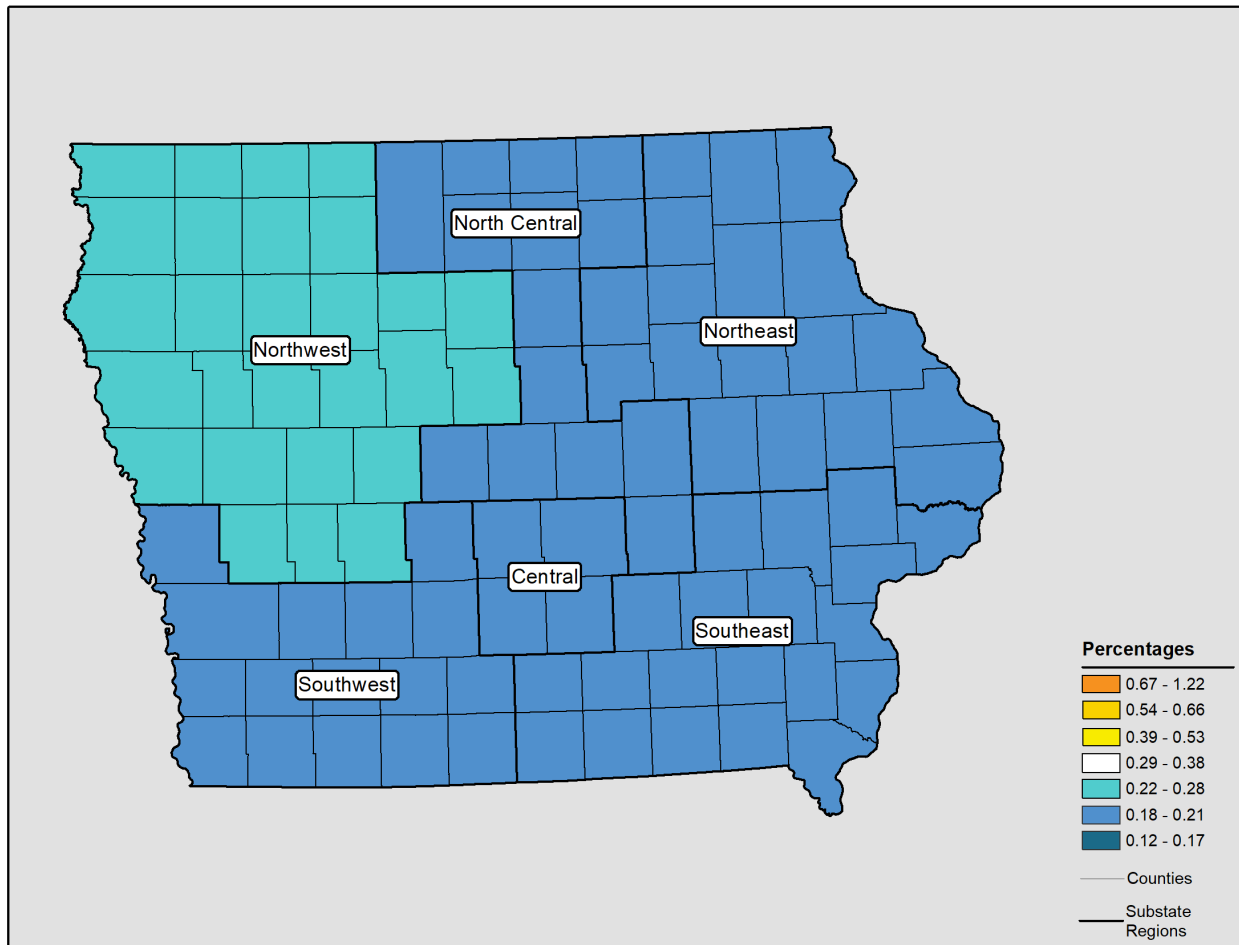 North Central
Northeast
Northwest
Central
Southeast
Southwest
Percentages
0.67 - 1.22
0.54 - 0.66
0.39 - 0.53
0.29 - 0.38
0.22 - 0.28
0.18 - 0.21
0.12 - 0.17
Counties
Substate
Regions